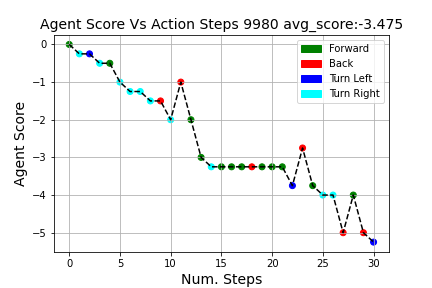 Agent Score Vs Action Steps 9980 avg_score:-3.475
Forward
Back
Turn Left
Turn Right
Agent Score
0
−1
−2
−3
−4
−5
0 5 10 15 20 25 30
Num. Steps